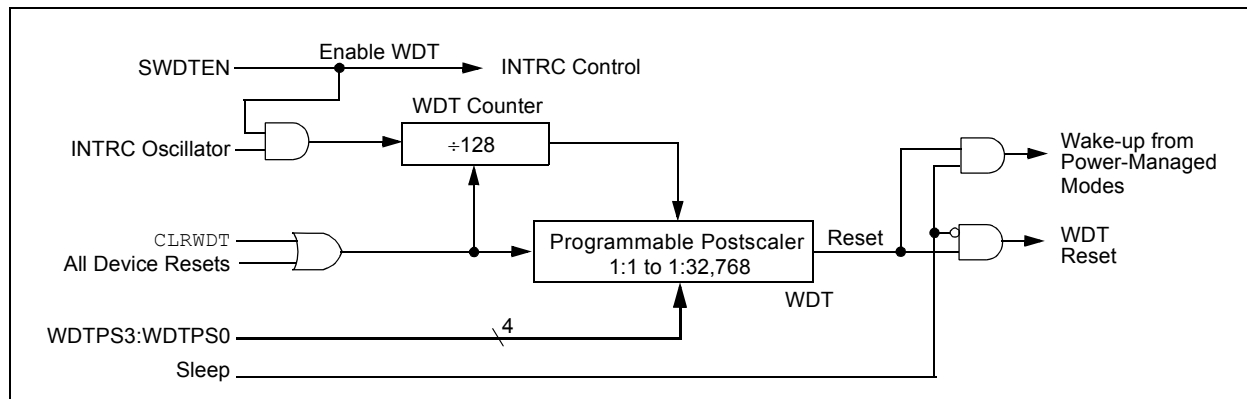 Enable WDT
SWDTEN
INTRC Control
WDT Counter
INTRC Oscillator
÷128
Wake-up from
Power-Managed
Modes
CLRWDT
All Device Resets
Programmable Postscaler
1:1 to 1:32,768
Reset
WDT
WDT
Reset
4
WDTPS3:WDTPS0
Sleep